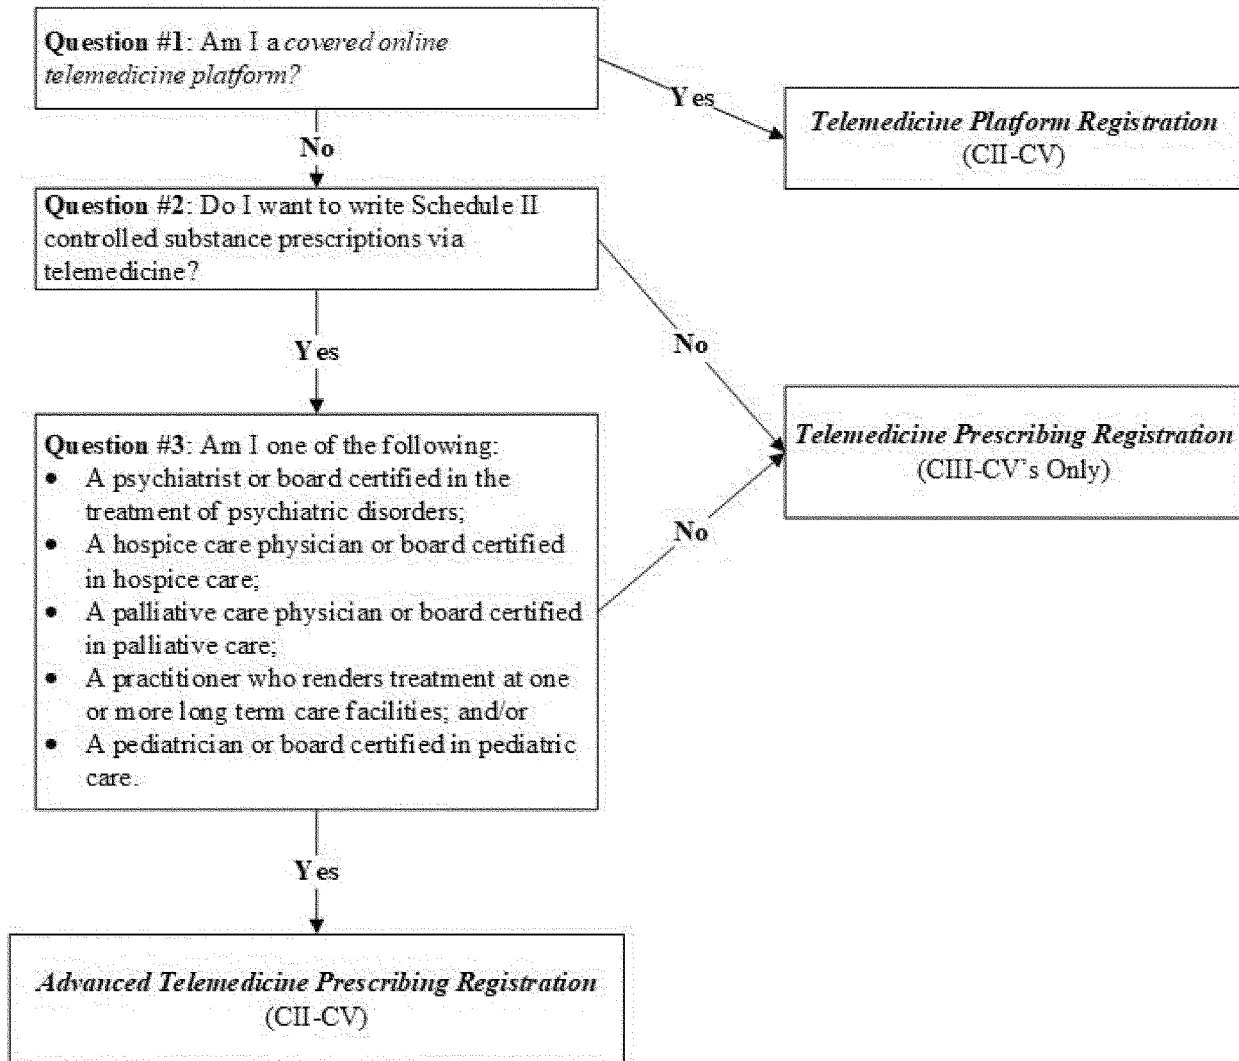 Question #1: Am I a covered online
telemedicine platform?
Yes
Telemedicine Platform Registration
(CII-CV)
No
Question #2: Do I want to write Schedule II
controlled substance prescriptions via
telemedicine?
No
Yes
Telemedicine Prescribing Registration
(CIII-CV`s Only)
Question #3: Am I one of the following:
• A psychiatrist or board certified in the
treatment of psychiatric disorders;
• A hospice care physician or board certified
in hospice care;
• A palliative care physician or board certified
in palliative care;
• A practitioner who renders treatment at one
or more long term care facilities; and/or
• A pediatrician or board certified in pediatric
care.
No
Yes
Advanced Telemedicine Prescribing Registration
(CII-CV)